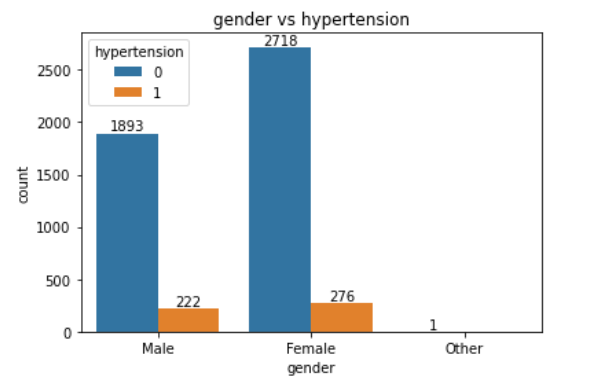 gender vs hypertension
hypertension
0
1
2718
1893
222
276
1
2500
2000
1500
1000
500
0
count
Male Female Other
gender